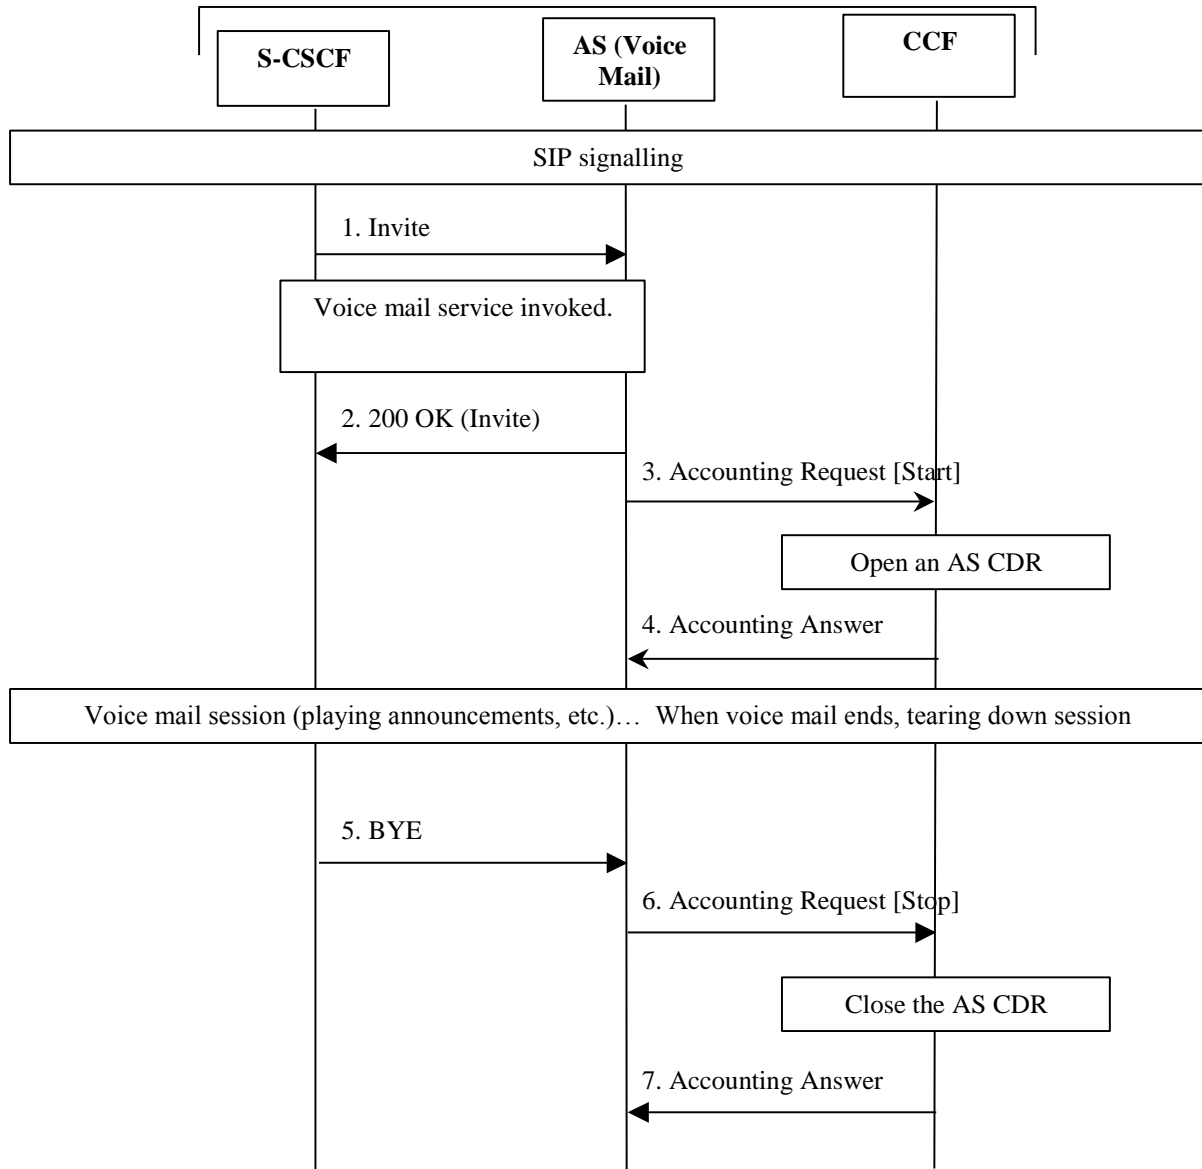 S-CSCF
AS (Voice
Mail)
CCF
SIP signalling
1. Invite
Voice mail service invoked.
2. 200 OK (Invite)
3. Accounting Request [Start]
Open an AS CDR
4. Accounting Answer
Voice mail session (playing announcements, etc.)… When voice mail ends, tearing down session
5. BYE
6. Accounting Request [Stop]
Close the AS CDR
7. Accounting Answer